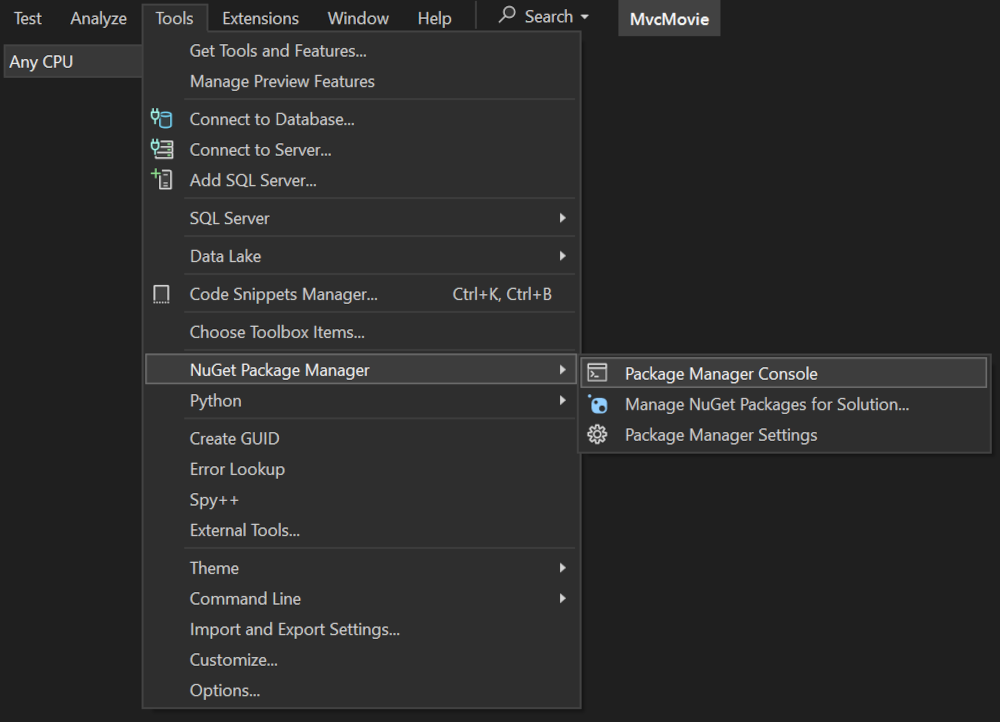 Test Analyze Tools Extensions Window Help Search MvcMovie
Any CPU
Get Tools and Features...
Manage Preview Features
Connect to Database...
Connect to Server...
Add SQL Server...
SQL Server
Data Lake
Code Snippets Manager... Ctrl+K, Ctrl+B
Choose Toolbox Items...
NuGet Package Manager
Package Manager Console
Manage NuGet Packages for Solution...
Package Manager Settings
Python
Create GUID
Error Lookup
Spy++
External Tools...
Theme
Command Line
Import and Export Settings...
Customize...
Options...